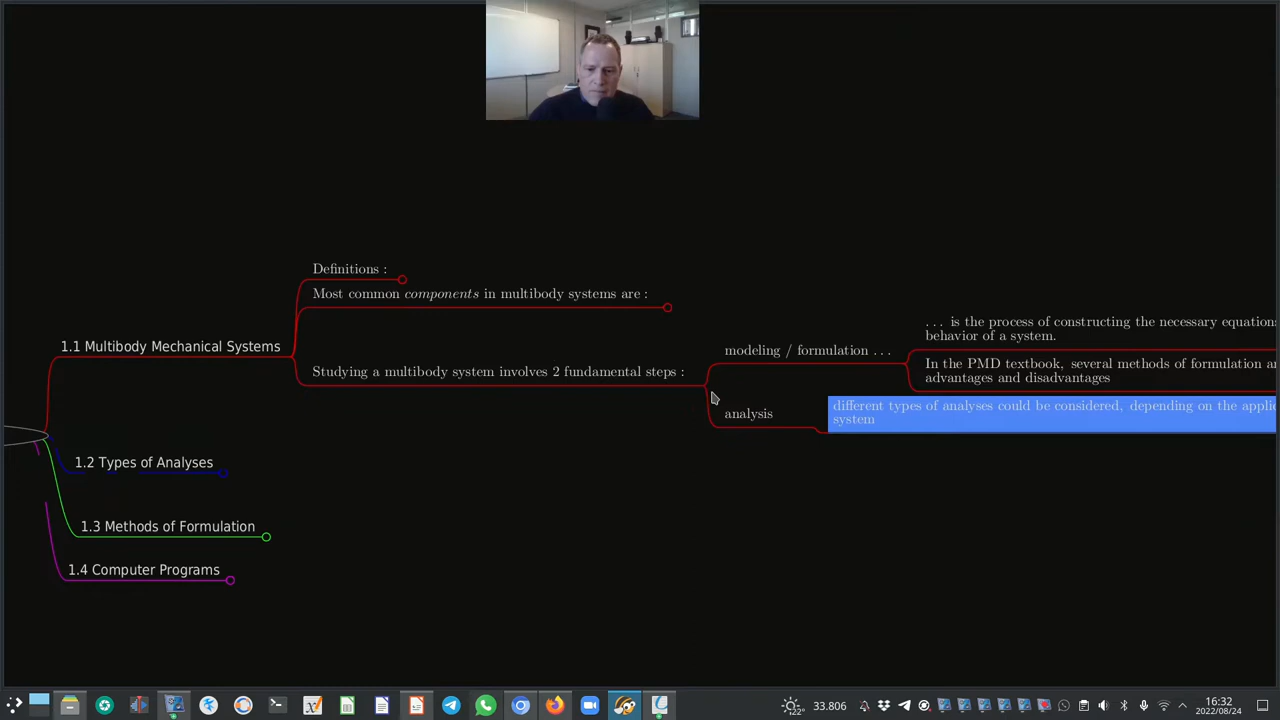 Definitions :
Most common components in multibody systems are :
1.1 Multibody Mechanical Systems
Studying a multibody system involves 2 fundamental steps :
modeling / formulation . . .
. . . is the process of constructing the necessary equation
behavior of a system.
In the PMD textbook, several methods of formulation a
advantages and disadvantages
analysis
different types of analyses could be considered, depending on the applic
system
1.2 Types of Analyses
1.3 Methods of Formulation
1.4 Computer Programs
22°
33.806
16:32
2022/08/24